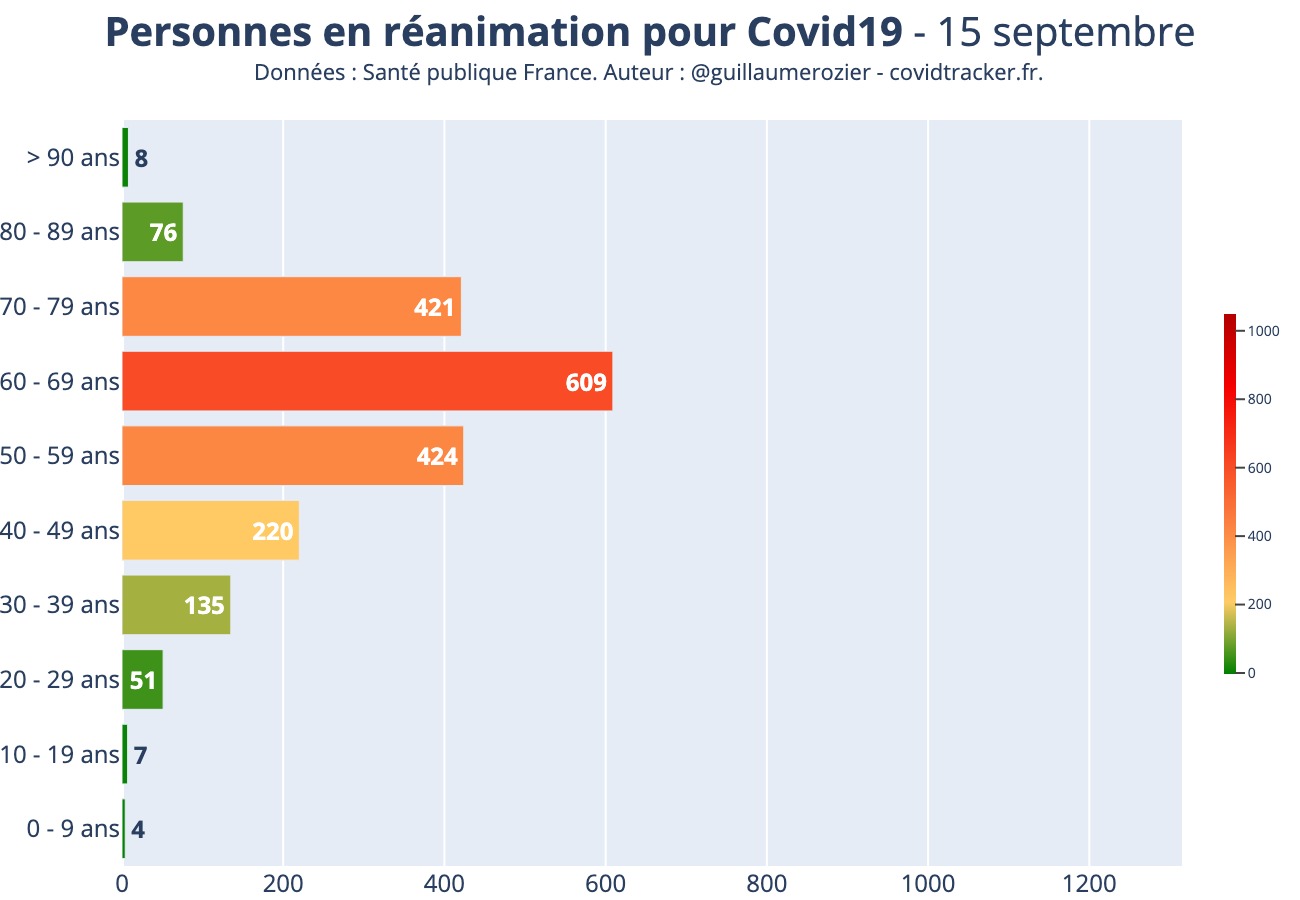 Personnes en réanimation pour Covid19 - 15 septembre
Données : Santé publique France. Auteur : @guillaumerozier - covidtracker.fr.
> 90 ans 8
80 - 89 ans 76
70 - 79 ans 421
60 - 69 ans 609
50 - 59 ans 424
40 - 49 ans 220
30 - 39 ans 135
20 - 29 ans 51
10 - 19 ans 7
0 - 9 ans 4
0 200 400 600 800 1000 1200
1000
800
600
400
200
0